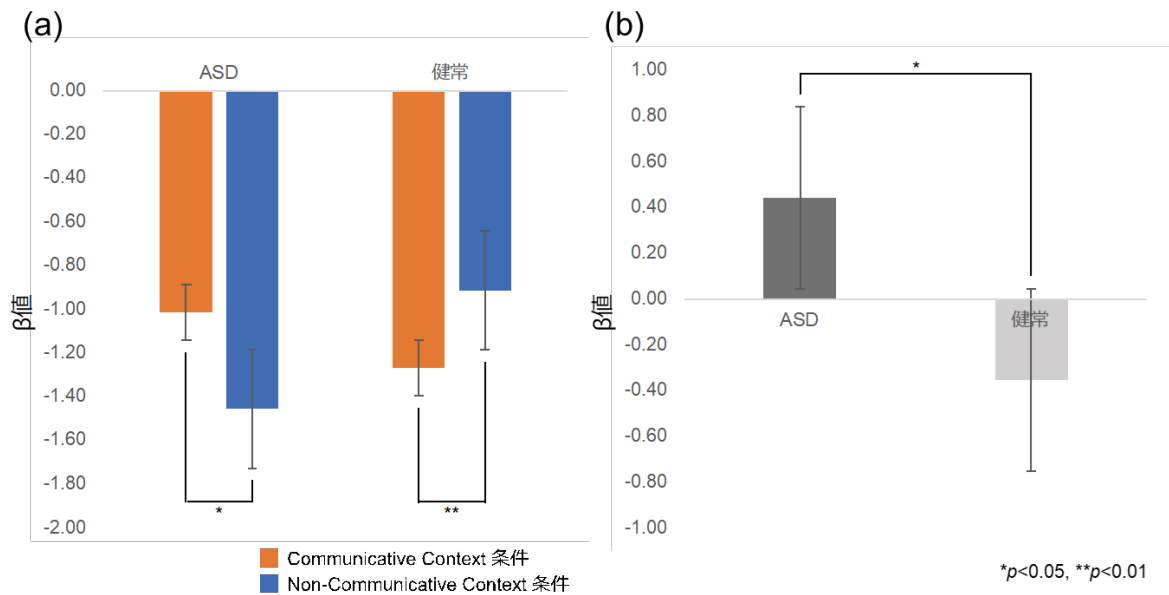 (a)
ASD 健常
0.00
-0.20
-0.40
-0.60
-0.80
-1.00
-1.20
-1.40
-1.60
-1.80
-2.00
β値
* **
Communicative Context 条件
Non-Communicative Context 条件
(b)
*
1.00
0.80
0.60
0.40
0.20
0.00
-0.20
-0.40
-0.60
-0.80
-1.00
β値
ASD 健常
*p<0.05, **p<0.01